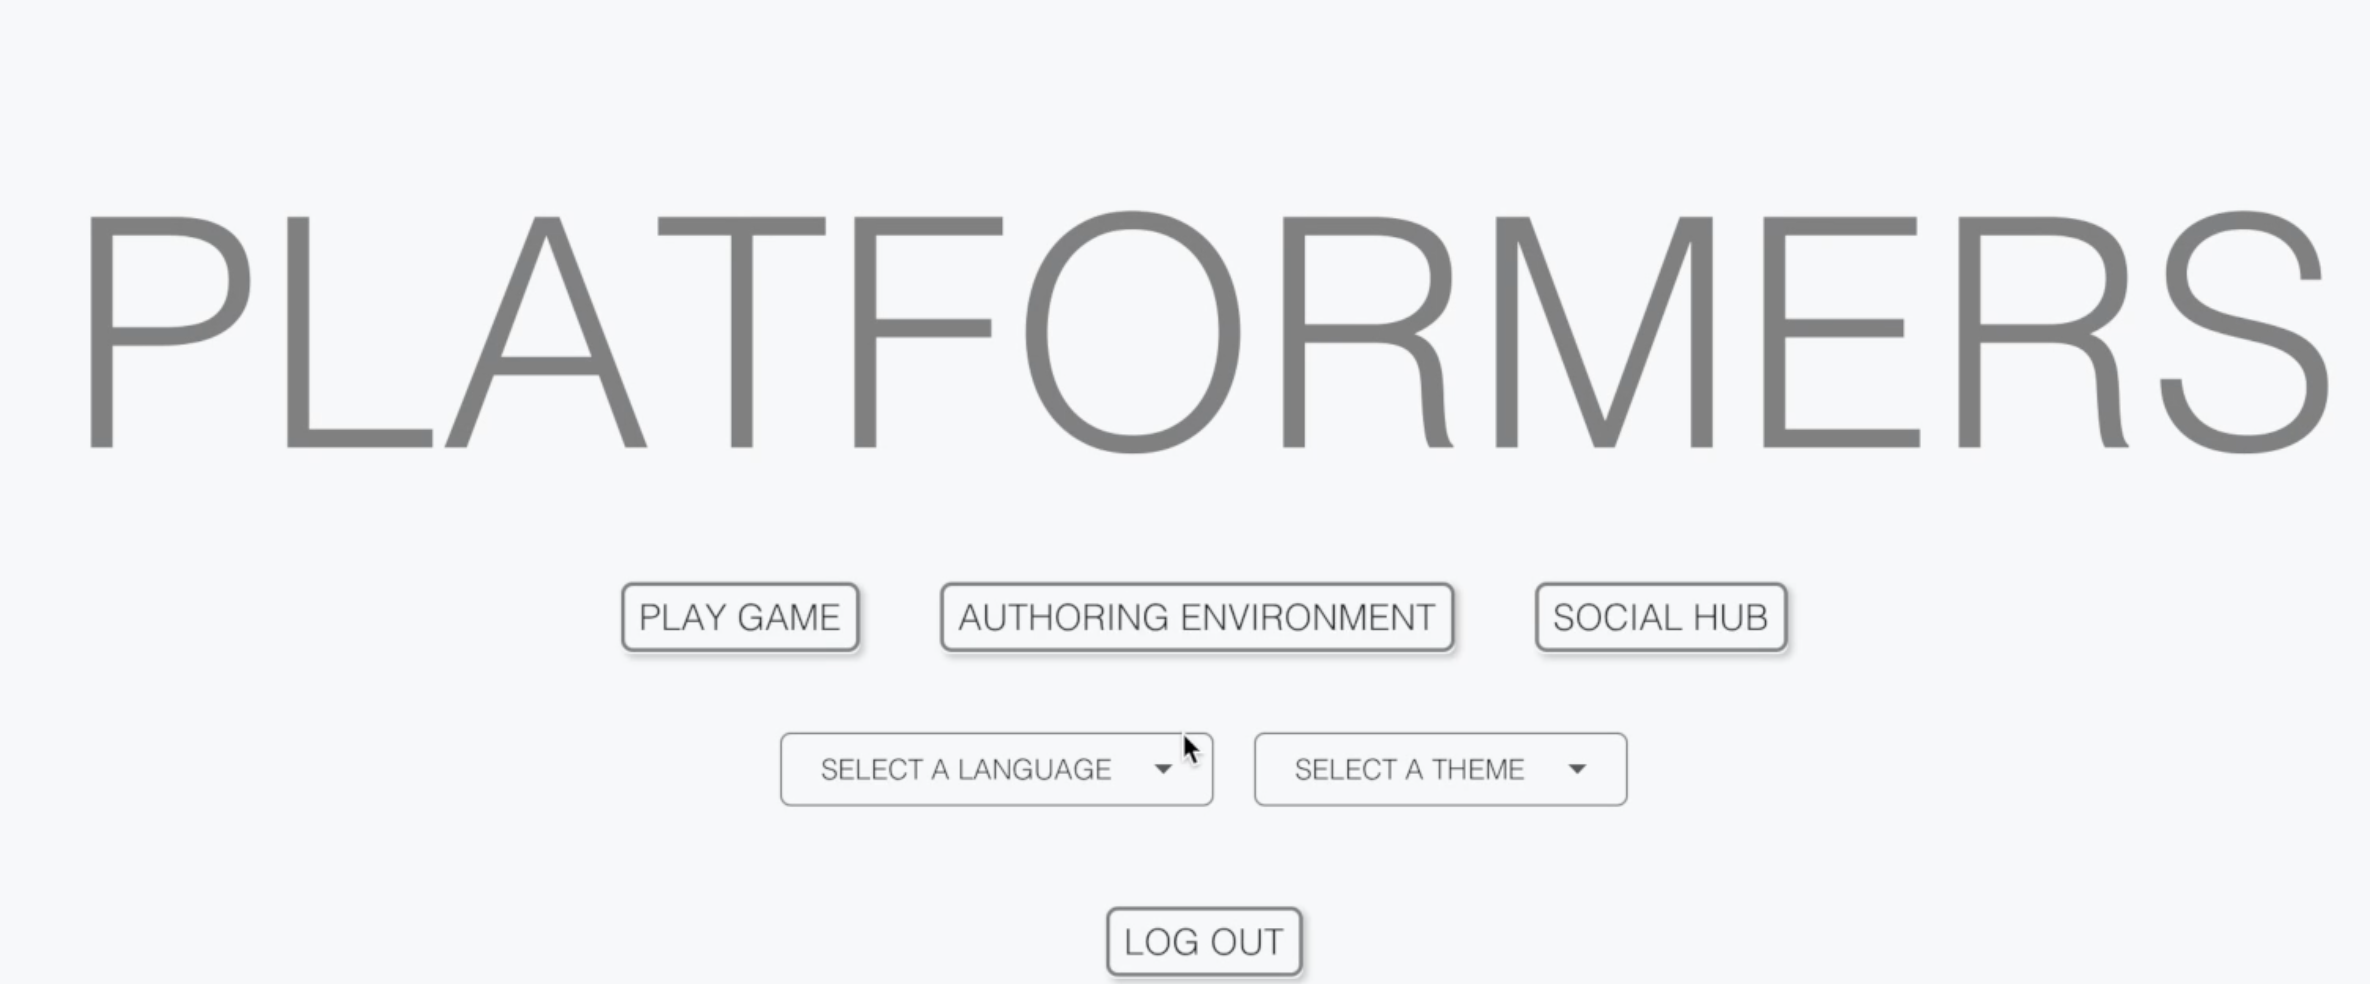 PLATFORMERS
PLAY GAME AUTHORING ENVIRONMENT SOCIAL HUB
SELECT A LANGUAGE SELECT A THEME
LOG OUT